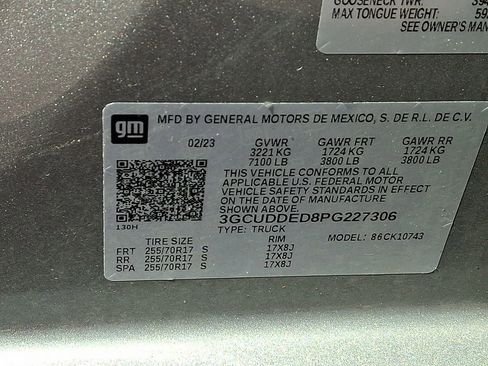 GOOSENECK TWR:
MAX TONGUE WEIGHT: 59
SEE OWNER'S MAN
gm
MFD BY GENERAL MOTORS DE MEXICO, S. DE R.L. DE C.V.
02/23 GVWR GAWR FRT GAWR RR
3221 KG 1724 KG 1724 KG
7100 LB 3800 LB 3800 LB
THIS VEHICLE CONFORMS TO ALL
APPLICABLE U.S. FEDERAL MOTOR
VEHICLE SAFETY STANDARDS IN EFFECT
ON THE DATE OF MANUFACTURE
SHOWN ABOVE.
3GCUDDED8PG227306
130H
TYPE: TRUCK
TIRE SIZE RIM MODEL: 86CK10743
FRT 255/70R17 S 17X8J
RR 255/70R17 S 17X8J
SPA 255/70R17 S 17X8J